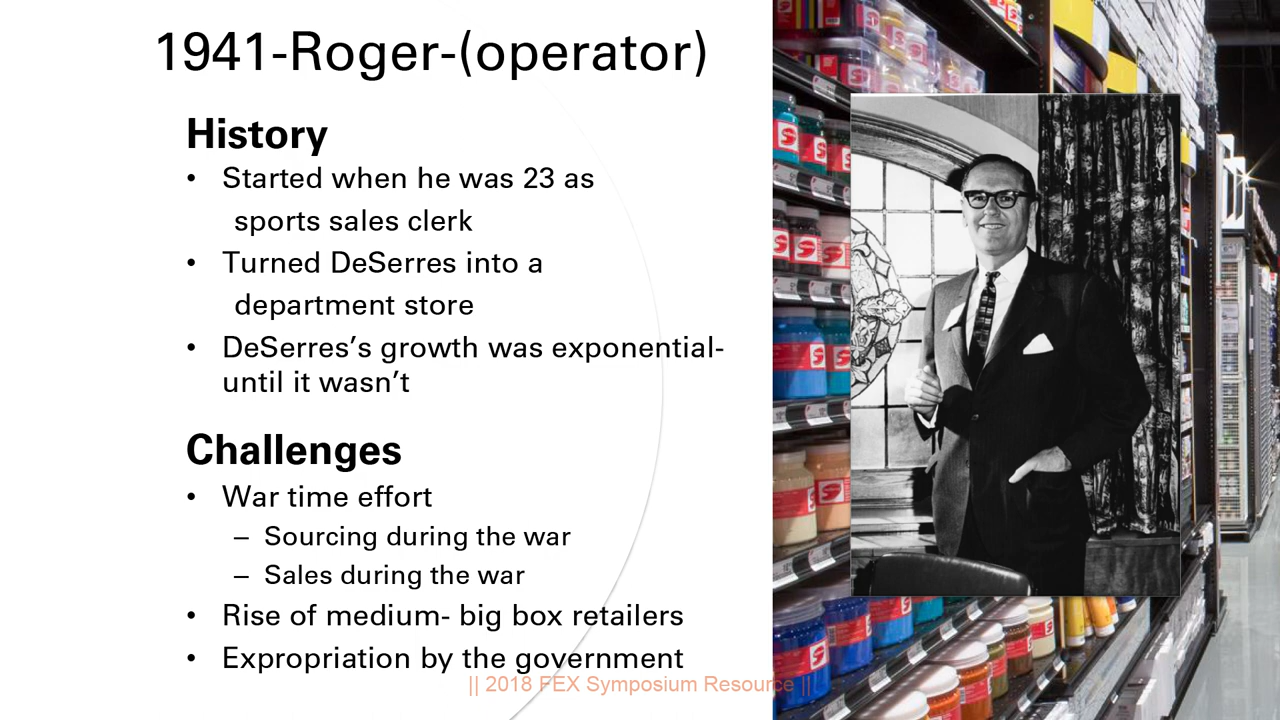 1941-Roger-(operator)
History
• Started when he was 23 as
sports sales clerk
• Turned DeSerres into a
department store
• DeSerres’s growth was exponential-
until it wasn’t
Challenges
• War time effort
– Sourcing during the war
– Sales during the war
• Rise of medium- big box retailers
• Expropriation by the government
|| 2018 FEX Symposium Resource ||